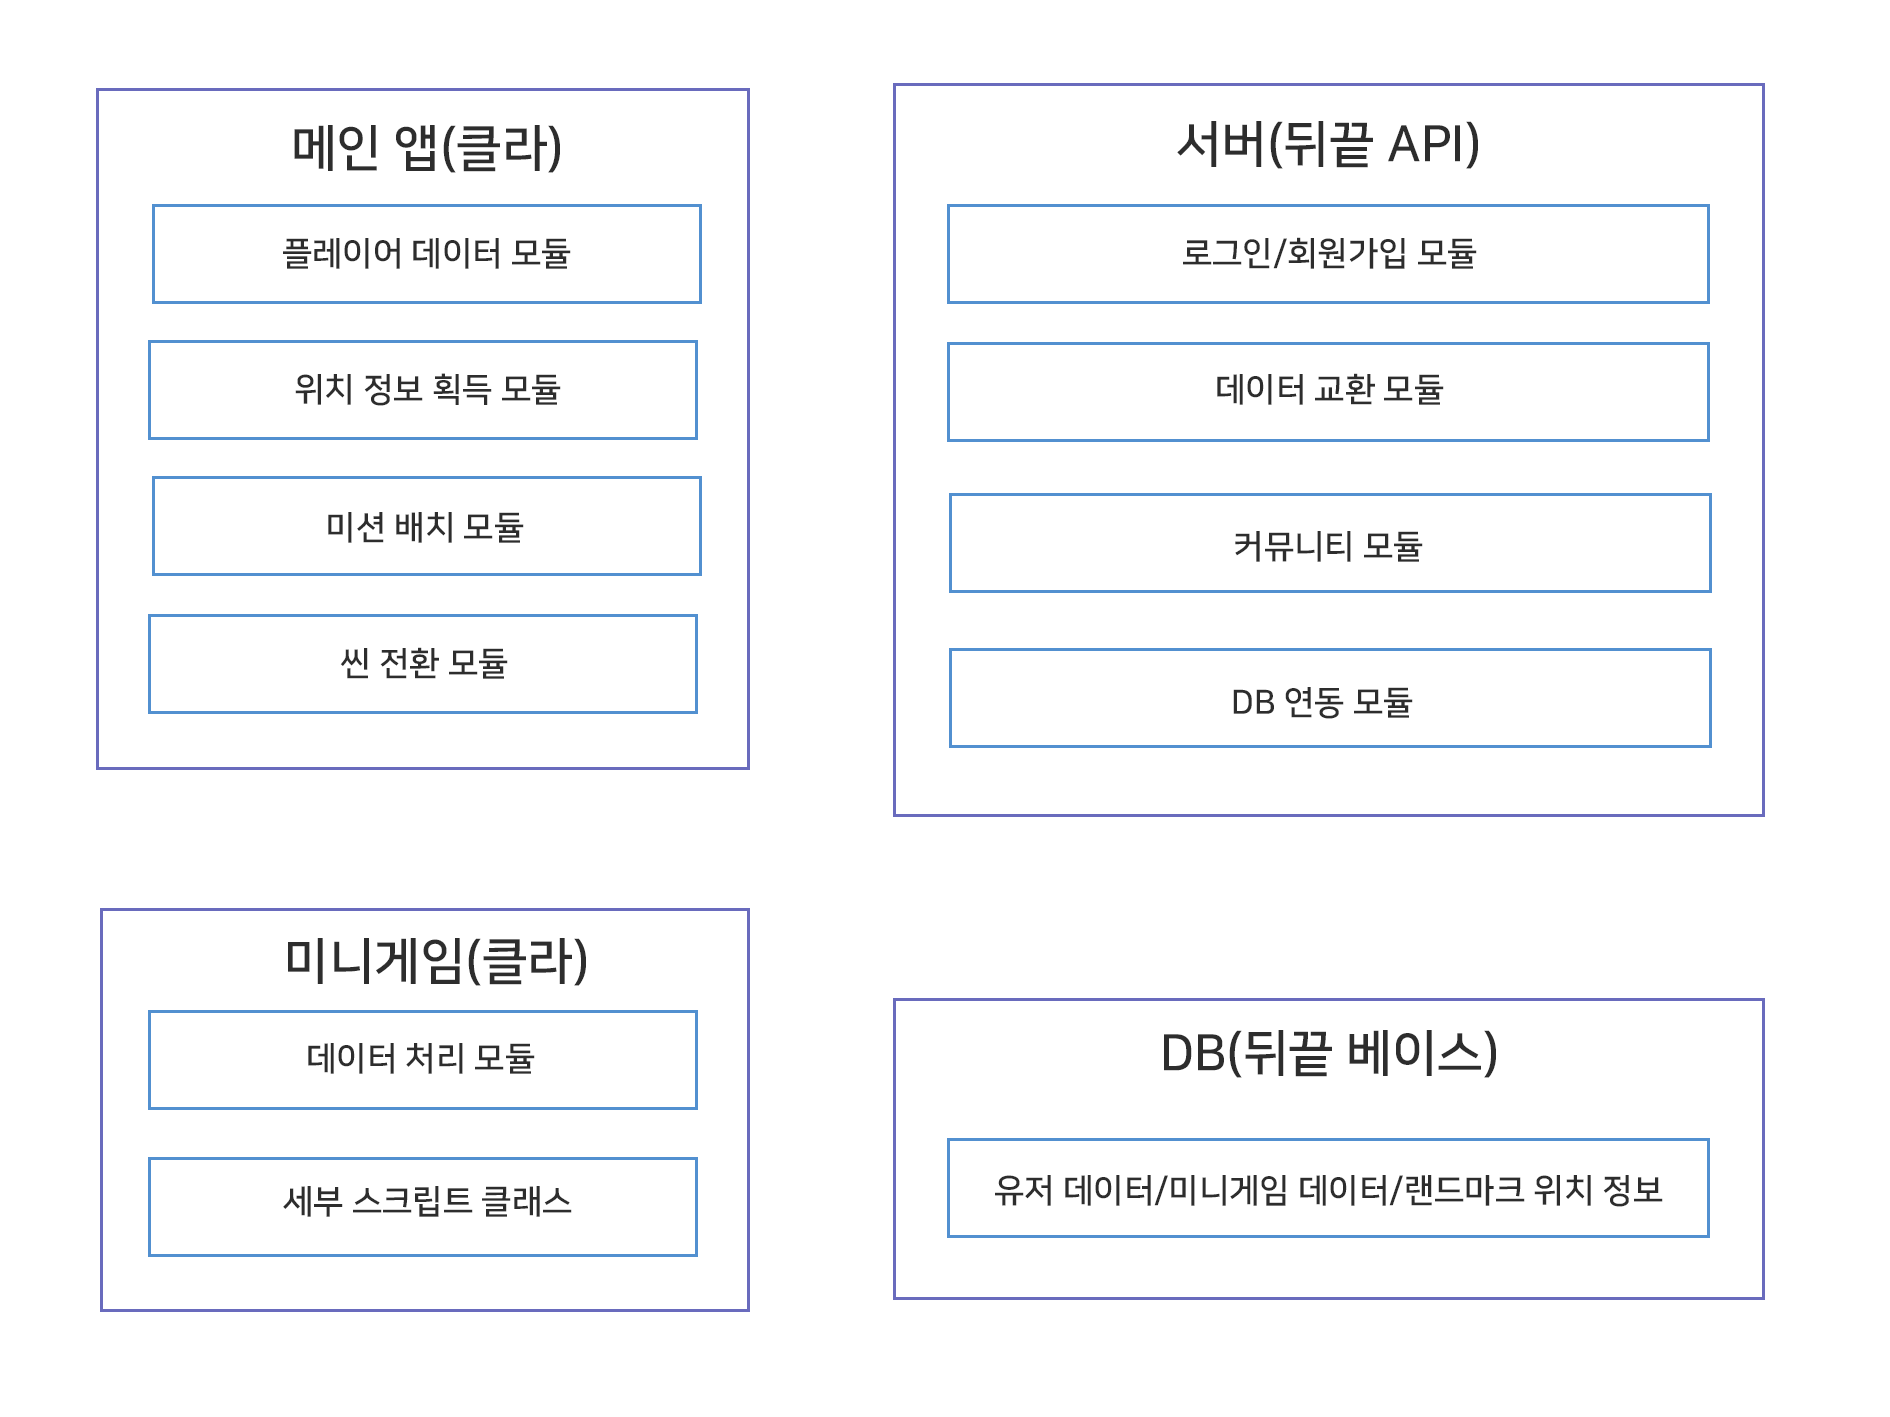 메인 앱(클라)
플레이어 데이터 모듈
위치 정보 획득 모듈
미션 배치 모듈
씬 전환 모듈
서버(뒤끝 API)
로그인/회원가입 모듈
데이터 교환 모듈
커뮤니티 모듈
DB 연동 모듈
미니게임(클라)
데이터 처리 모듈
세부 스크립트 클래스
DB(뒤끝 베이스)
유저 데이터/미니게임 데이터/랜드마크 위치 정보